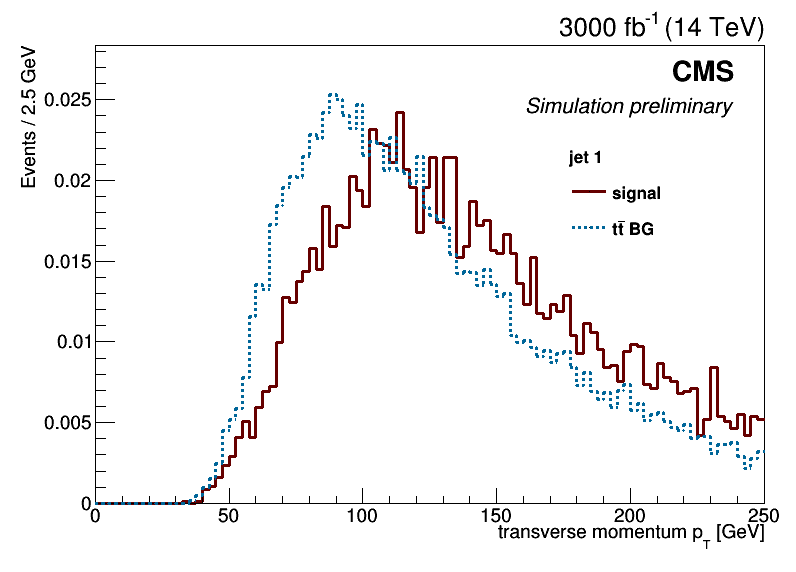 3000 fb-1 (14 TeV)
Events / 2.5 GeV
CMS
Simulation preliminary
jet 1
signal
tt̄ BG
0.025
0.02
0.015
0.01
0.005
0
0 50 100 150 200 250
transverse momentum pT [GeV]